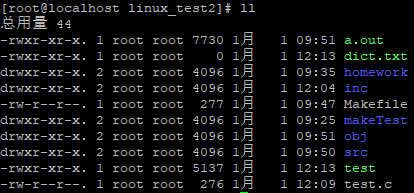 [root@localhost linux_test2]# ll
总用量 44
-rwxr-xr-x. 1 root root 7730 1月   1 09:51 a.out
-rwxr-xr-x. 1 root root    0 1月   1 12:13 dict.txt
drwxr-xr-x. 2 root root 4096 1月   1 09:35 homework
drwxr-xr-x. 2 root root 4096 1月   1 12:04 inc
-rw-r--r--. 1 root root  277 1月   1 09:47 Makefile
drwxr-xr-x. 2 root root 4096 1月   1 09:25 makeTest
drwxr-xr-x. 2 root root 4096 1月   1 09:51 obj
drwxr-xr-x. 2 root root 4096 1月   1 09:50 src
-rwxr-xr-x. 1 root root 5137 1月   1 12:13 test
-rw-r--r--. 1 root root  276 1月   1 12:09 test.c